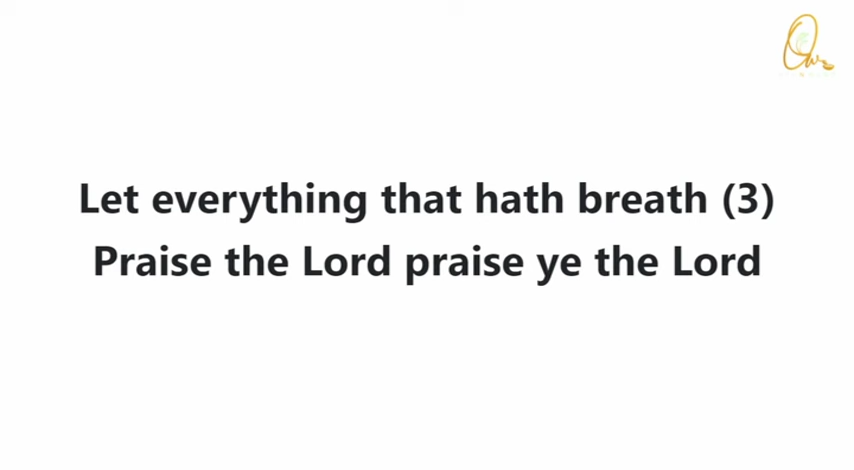 Let everything that hath breath (3)
Praise the Lord praise ye the Lord